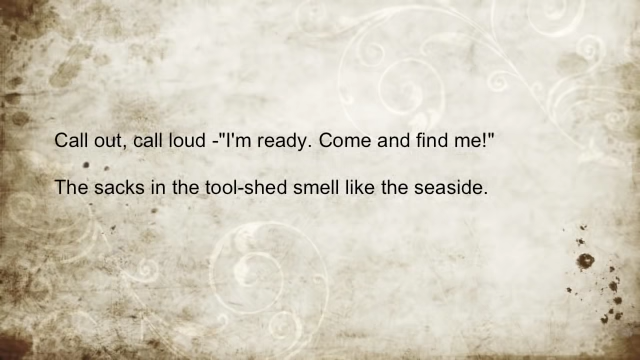 Call out, call loud -"I'm ready. Come and find me!"
The sacks in the tool-shed smell like the seaside.